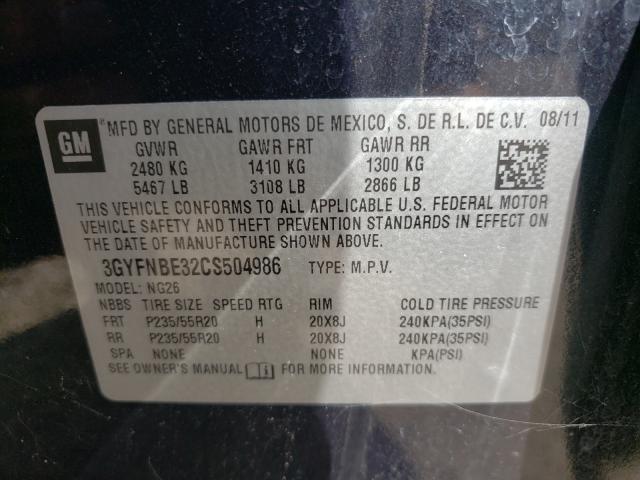 GM
MFD BY GENERAL MOTORS DE MEXICO, S. DE R.L. DE C.V. 08/11
GVWR GAWR FRT GAWR RR
2480 KG 1410 KG 1300 KG
5467 LB 3108 LB 2866 LB
THIS VEHICLE CONFORMS TO ALL APPLICABLE U.S. FEDERAL MOTOR
VEHICLE SAFETY AND THEFT PREVENTION STANDARDS IN EFFECT ON
THE DATE OF MANUFACTURE SHOWN ABOVE.
3GYFNBE32CS504986 TYPE: M.P.V.
MODEL: NG26
NBBS TIRE SIZE SPEED RTG RIM COLD TIRE PRESSURE
FRT P235/55R20 H 20X8J 240KPA(35PSI)
RR P235/55R20 H 20X8J 240KPA(35PSI)
SPA NONE NONE KPA(PSI)
SEE OWNER'S MANUAL FOR MORE INFORMATION.